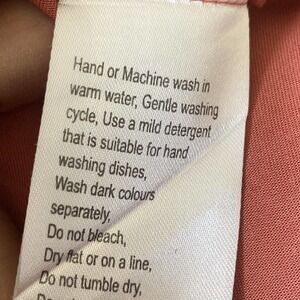 Hand or Machine wash in
warm water, Gentle washing
cycle, Use a mild detergent
that is suitable for hand
washing dishes,
Wash dark colours
separately,
Do not bleach,
Dry flat or on a line,
Do not tumble dry,